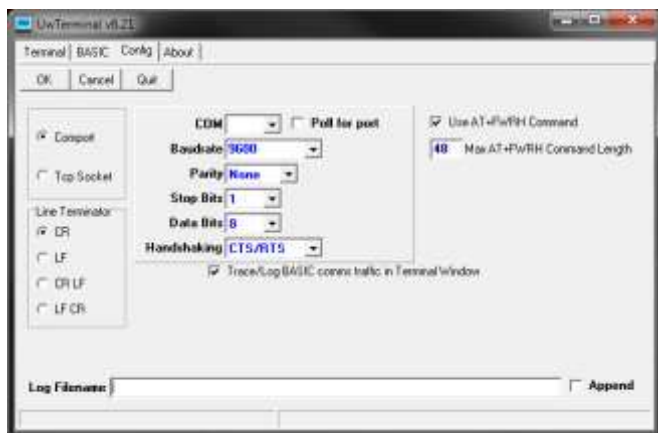 UwTerminal v6.21
Terminal BASIC Config About
OK Cancel Quit
Comport
Tcp Socket
Line Terminator
CR
LF
CR LF
LF CR
COM Poll for port
Baudrate 9600
Parity None
Stop Bits 1
Data Bits 8
Handshaking CTS/RTS
Use AT+FWRH Command
48 Max AT+FWRH Command Length
Trace/Log BASIC comms traffic in Terminal Window
Log Filename Append